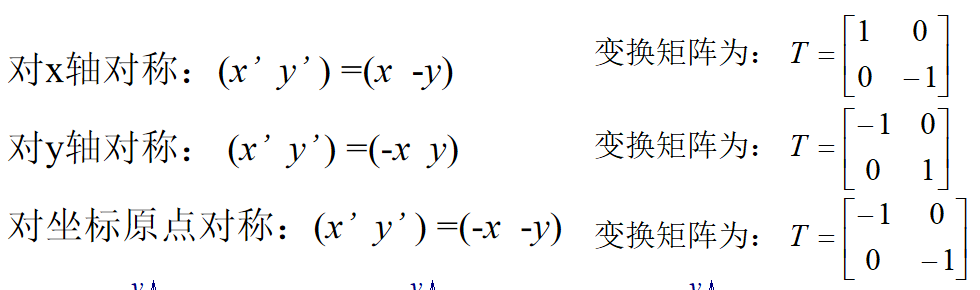 对x轴对称：(x’ y’) =(x -y) 变换矩阵为： T = [1 0; 0 -1]
对y轴对称： (x’ y’) =(-x y) 变换矩阵为： T = [-1 0; 0 1]
对坐标原点对称：(x’ y’) =(-x -y) 变换矩阵为： T = [-1 0; 0 -1]
y y y